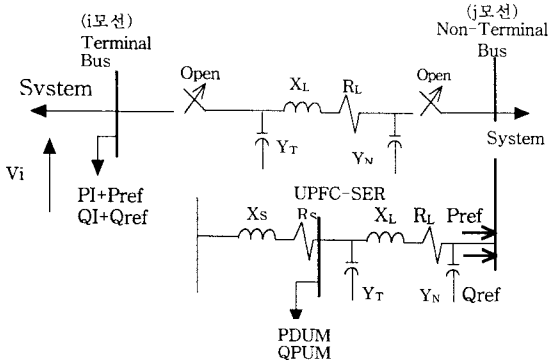 (i모선)
Terminal
Bus
(j모선)
Non-Terminal
Bus
Open
XL
RL
Open
System
System
YT
YN
Vi
PI+Pref
QI+Qref
UPFC-SER
XS
RS
XL
RL
Pref
YT
YN
Qref
PDUM
QPUM